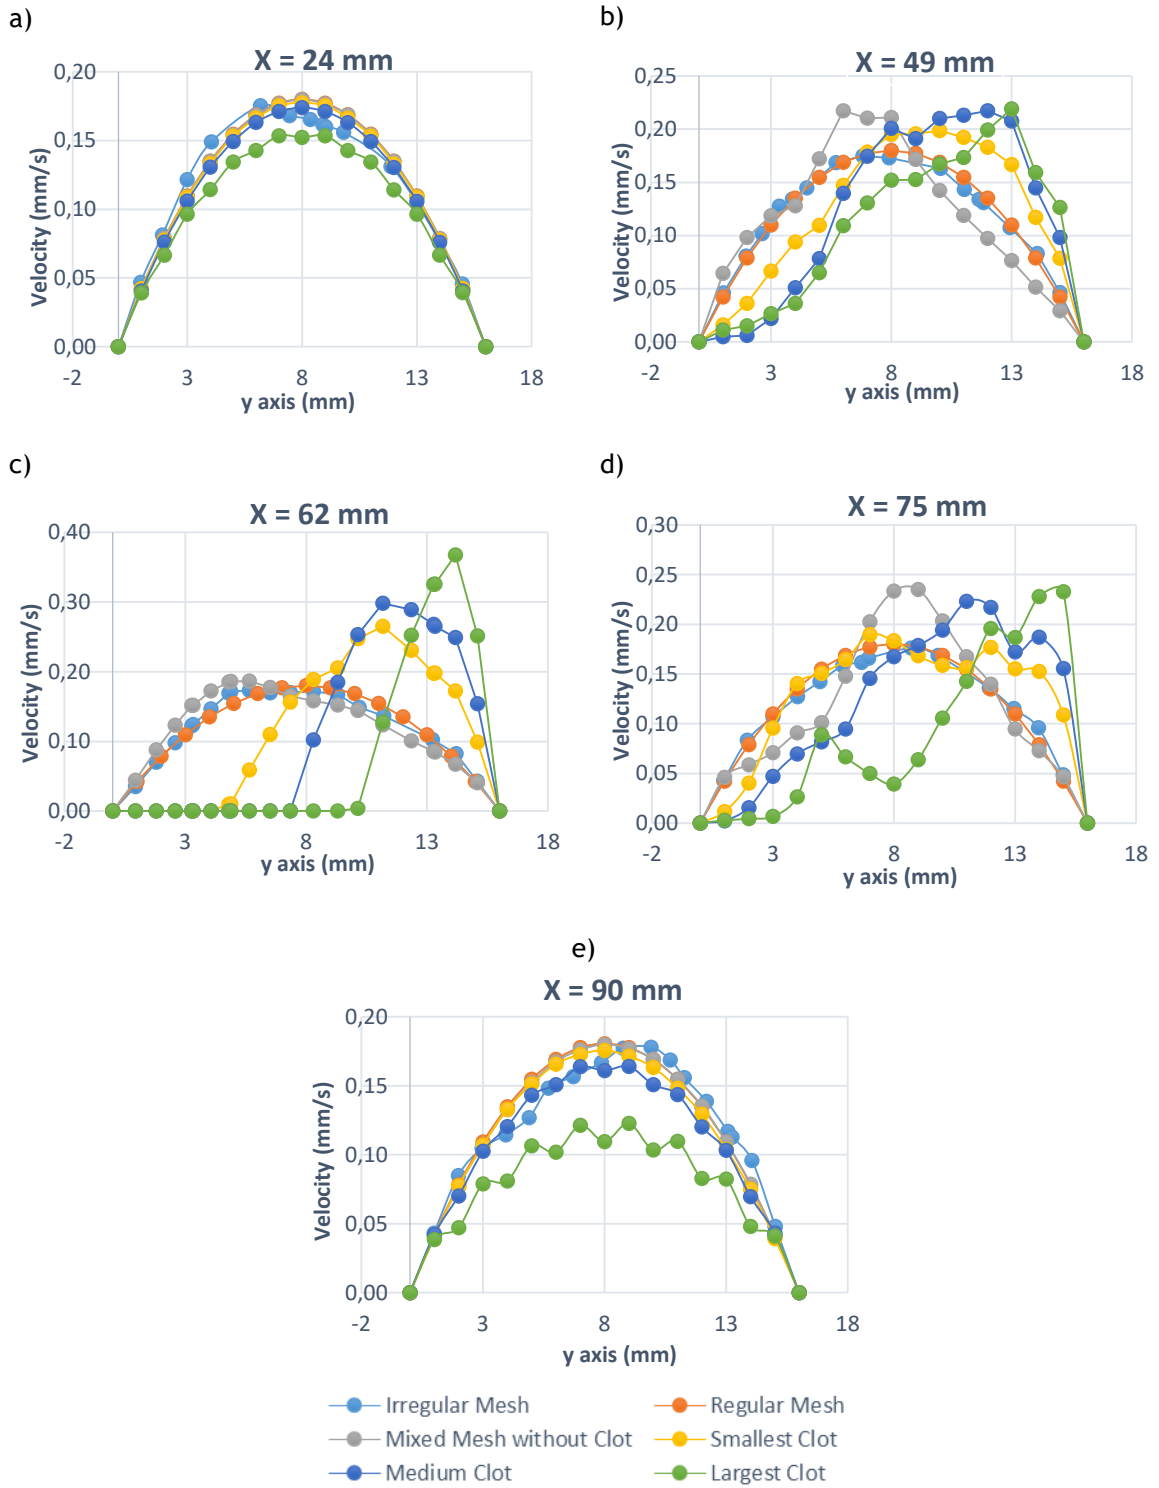 a)
X = 24 mm
0,20
0,15
0,10
0,05
0,00
-2 3 8 13 18
Velocity (mm/s)
y axis (mm)
b)
X = 49 mm
0,25
0,20
0,15
0,10
0,05
0,00
-2 3 8 13 18
Velocity (mm/s)
y axis (mm)
c)
X = 62 mm
0,40
0,30
0,20
0,10
0,00
-2 3 8 13 18
Velocity (mm/s)
y axis (mm)
d)
X = 75 mm
0,30
0,25
0,20
0,15
0,10
0,05
0,00
-2 3 8 13 18
Velocity (mm/s)
y axis (mm)
e)
X = 90 mm
0,20
0,15
0,10
0,05
0,00
-2 3 8 13 18
Velocity (mm/s)
y axis (mm)
Irregular Mesh Regular Mesh
Mixed Mesh without Clot Smallest Clot
Medium Clot Largest Clot